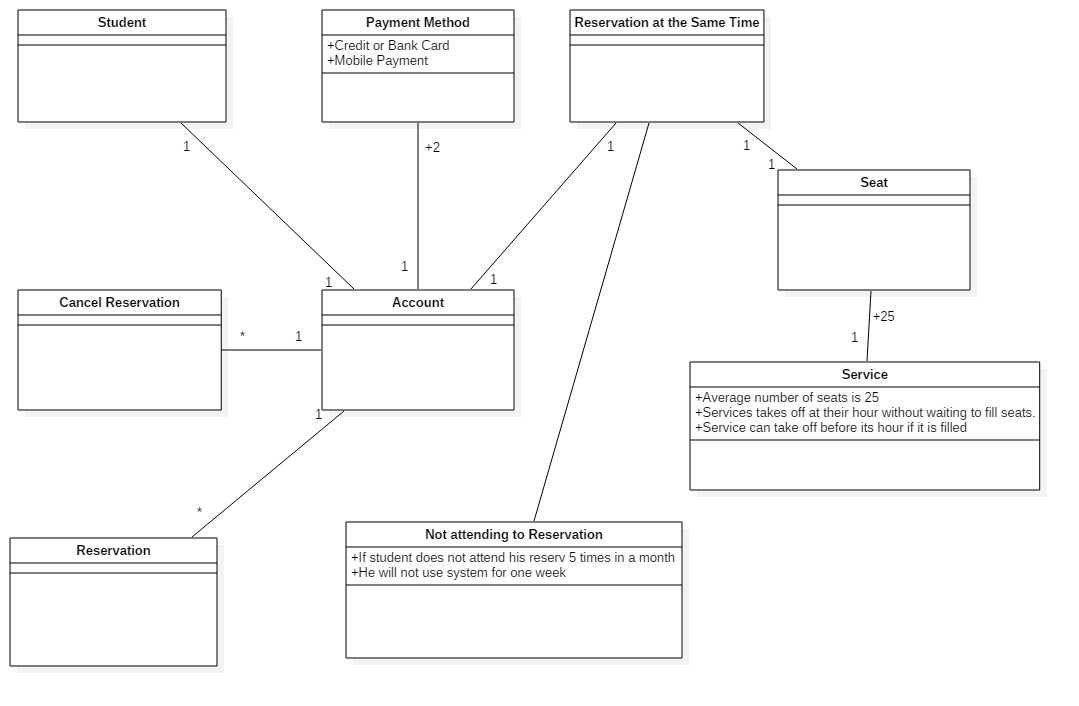 Student
Payment Method
+Credit or Bank Card
+Mobile Payment
Reservation at the Same Time
1
+2
1
1
1
Seat
1
1
1
Cancel Reservation
*
1
Account
+25
1
Service
+Average number of seats is 25
+Services takes off at their hour without waiting to fill seats.
+Service can take off before its hour if it is filled
1
*
Reservation
Not attending to Reservation
+If student does not attend his reserv 5 times in a month
+He will not use system for one week